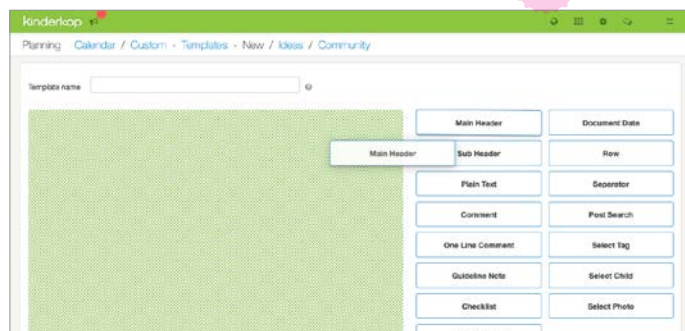 kinderloop
Planning Calendar / Custom - Templates - New / Ideas / Community
Template name
Main Header Document Date
Main Header Sub Header Row
Plain Text Separator
Comment Post Search
One Line Comment Select Tag
Guideline Note Select Child
Checklist Select Photo